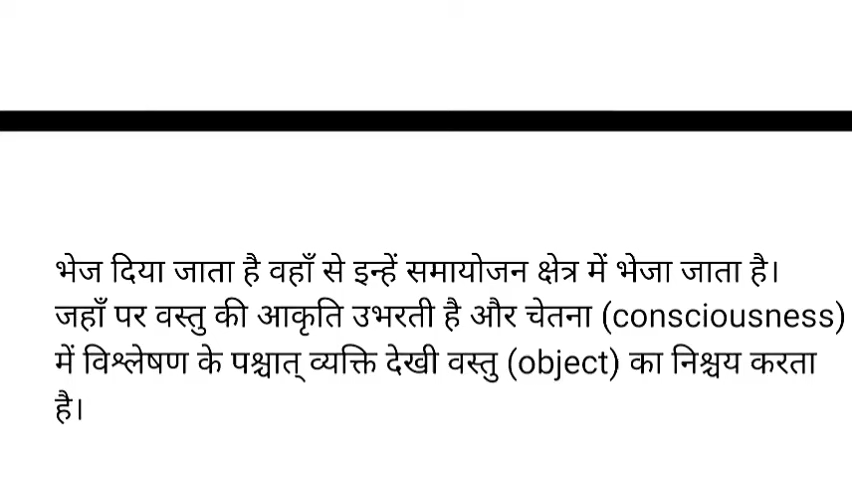 भेज दिया जाता है वहाँ से इन्हें समायोजन क्षेत्र में भेजा जाता है।
जहाँ पर वस्तु की आकृति उभरती है और चेतना (consciousness)
में विश्लेषण के पश्चात् व्यक्ति देखी वस्तु (object) का निश्चय करता
है।